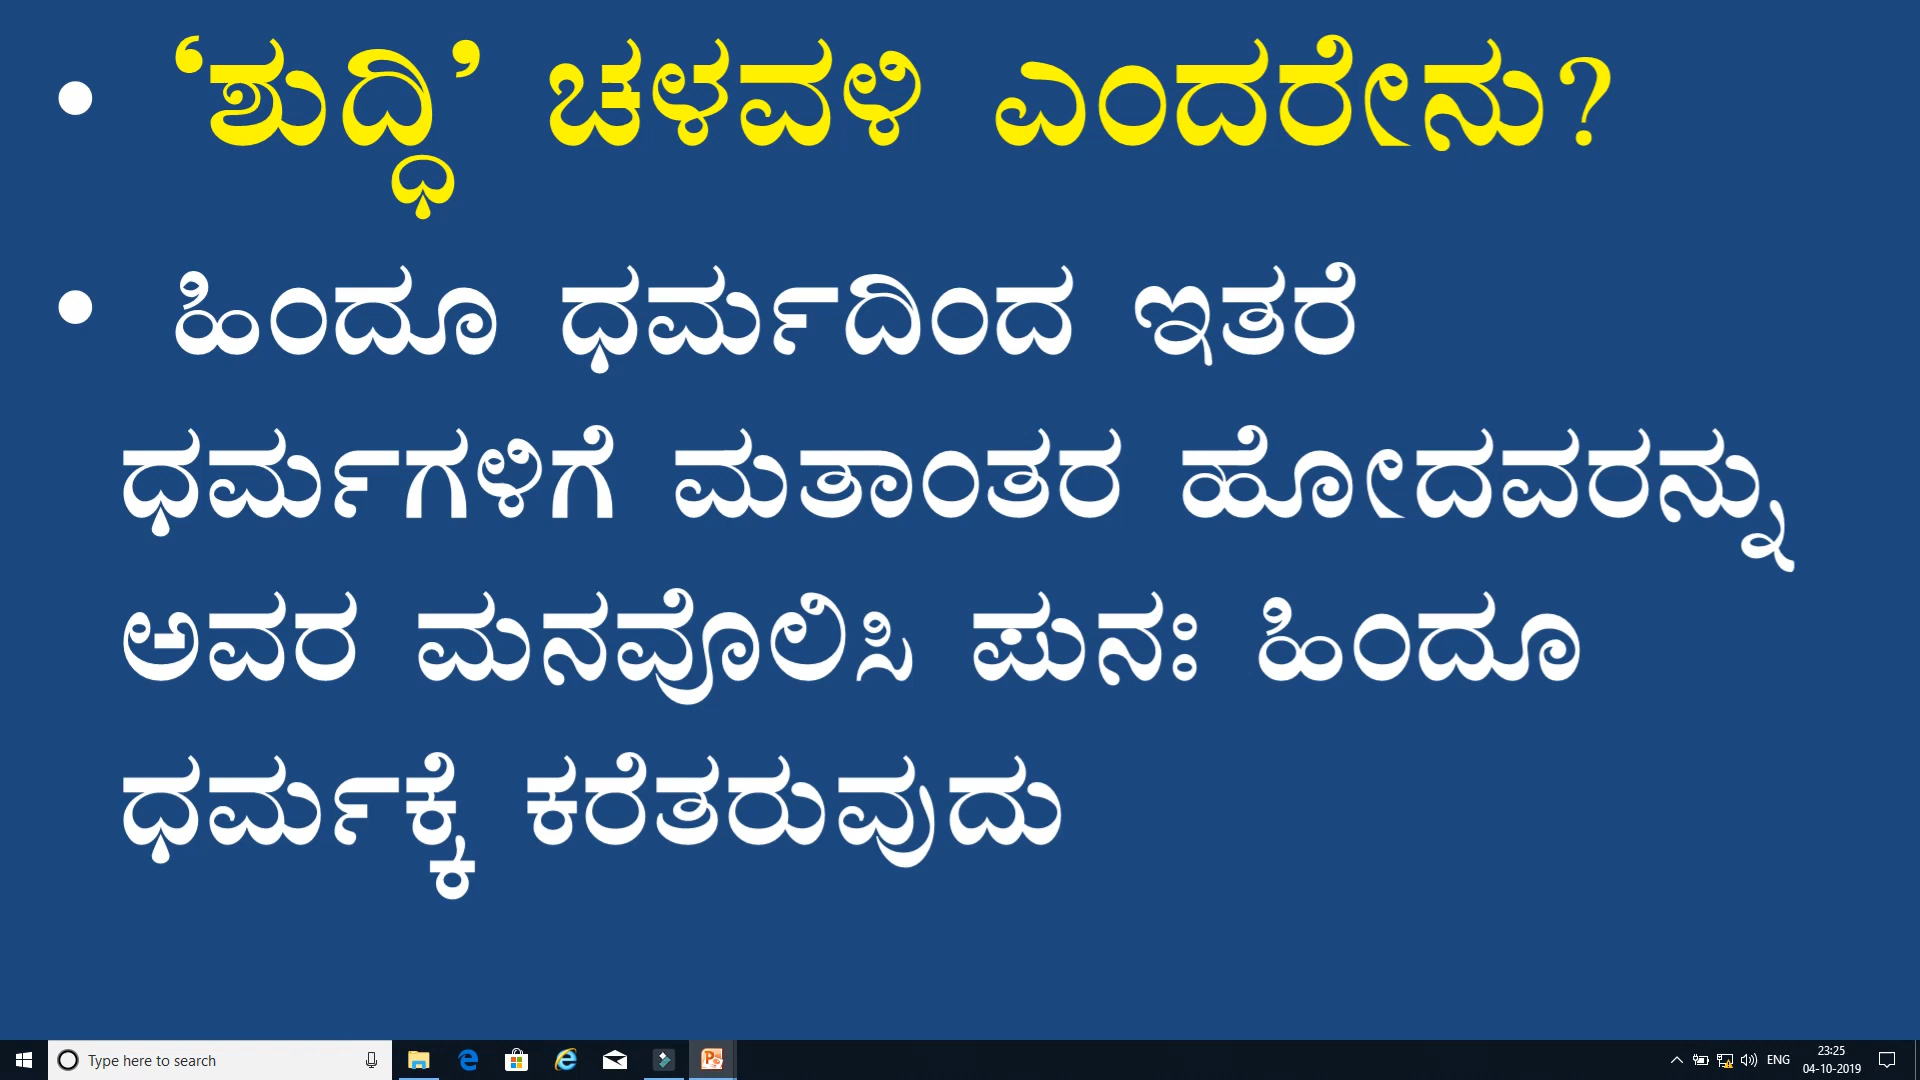 • ‘ಶುದ್ಧಿ’ ಚಳವಳಿ ಎಂದರೇನು?
• ಹಿಂದೂ ಧರ್ಮದಿಂದ ಇತರೆ
ಧರ್ಮಗಳಿಗೆ ಮತಾಂತರ ಹೋದವರನ್ನು
ಅವರ ಮನವೊಲಿಸಿ ಪುನಃ ಹಿಂದೂ
ಧರ್ಮಕ್ಕೆ ಕರೆತರುವುದು
Type here to search
ENG
23:25
04-10-2019